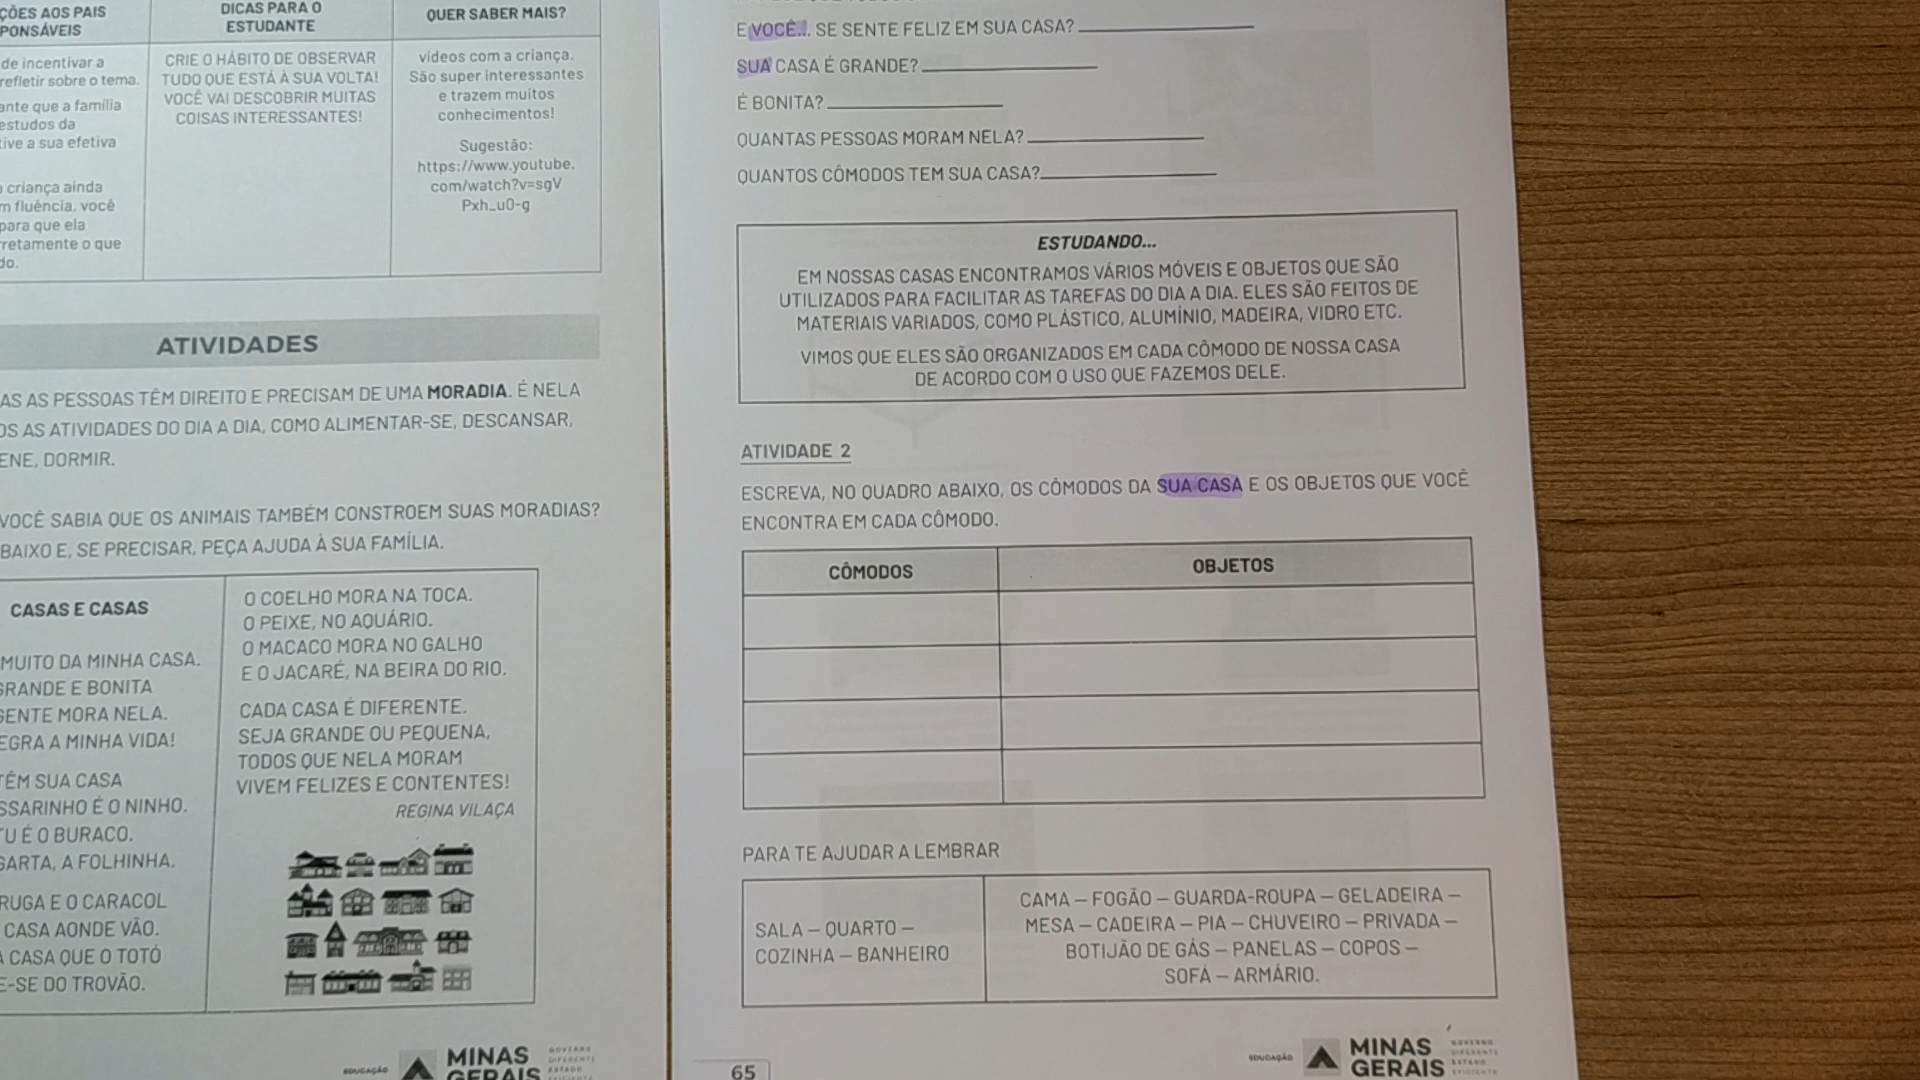 ÇÕES AOS PAIS
PONSÁVEIS
DICAS PARA O
ESTUDANTE
QUER SABER MAIS?
de incentivar a
refletir sobre o tema.
ante que a família
estudos da
tive a sua efetiva
criança ainda
m fluência, você
para que ela
rretamente o que
do.
CRIE O HÁBITO DE OBSERVAR
TUDO QUE ESTÁ À SUA VOLTA!
VOCÊ VAI DESCOBRIR MUITAS
COISAS INTERESSANTES!
vídeos com a criança.
São super interessantes
e trazem muitos
conhecimentos!
Sugestão:
https://www.youtube.
com/watch?v=sgV
Pxh_u0-g
ATIVIDADES
AS AS PESSOAS TÊM DIREITO E PRECISAM DE UMA MORADIA. É NELA
OS AS ATIVIDADES DO DIA A DIA, COMO ALIMENTAR-SE, DESCANSAR,
ENE, DORMIR.
VOCÊ SABIA QUE OS ANIMAIS TAMBÉM CONSTROEM SUAS MORADIAS?
BAIXO E, SE PRECISAR, PEÇA AJUDA À SUA FAMÍLIA.
CASAS E CASAS
MUITO DA MINHA CASA.
GRANDE E BONITA
GENTE MORA NELA.
EGRA A MINHA VIDA!
TÊM SUA CASA
SSARINHO É O NINHO.
TU É O BURACO.
GARTA, A FOLHINHA.
RUGA E O CARACOL
CASA AONDE VÃO.
A CASA QUE O TOTÓ
E-SE DO TROVÃO.
O COELHO MORA NA TOCA.
O PEIXE, NO AQUÁRIO.
O MACACO MORA NO GALHO
E O JACARÉ, NA BEIRA DO RIO.
CADA CASA É DIFERENTE.
SEJA GRANDE OU PEQUENA,
TODOS QUE NELA MORAM
VIVEM FELIZES E CONTENTES!
REGINA VILAÇA
EDUCAÇÃO
MINAS
GERAIS
GOVERNO
DIFERENTE
ESTADO
EFICIENTE
E VOCÊ... SE SENTE FELIZ EM SUA CASA?
SUA CASA É GRANDE?
É BONITA?
QUANTAS PESSOAS MORAM NELA?
QUANTOS CÔMODOS TEM SUA CASA?
ESTUDANDO...
EM NOSSAS CASAS ENCONTRAMOS VÁRIOS MÓVEIS E OBJETOS QUE SÃO
UTILIZADOS PARA FACILITAR AS TAREFAS DO DIA A DIA. ELES SÃO FEITOS DE
MATERIAIS VARIADOS, COMO PLÁSTICO, ALUMÍNIO, MADEIRA, VIDRO ETC.
VIMOS QUE ELES SÃO ORGANIZADOS EM CADA CÔMODO DE NOSSA CASA
DE ACORDO COM O USO QUE FAZEMOS DELE.
ATIVIDADE 2
ESCREVA, NO QUADRO ABAIXO, OS CÔMODOS DA SUA CASA E OS OBJETOS QUE VOCÊ
ENCONTRA EM CADA CÔMODO.
CÔMODOS
OBJETOS
PARA TE AJUDAR A LEMBRAR
SALA – QUARTO –
COZINHA – BANHEIRO
CAMA – FOGÃO – GUARDA-ROUPA – GELADEIRA –
MESA – CADEIRA – PIA – CHUVEIRO – PRIVADA –
BOTIJÃO DE GÁS – PANELAS – COPOS –
SOFÁ – ARMÁRIO.
65
EDUCAÇÃO
MINAS
GERAIS
GOVERNO
DIFERENTE
ESTADO
EFICIENTE